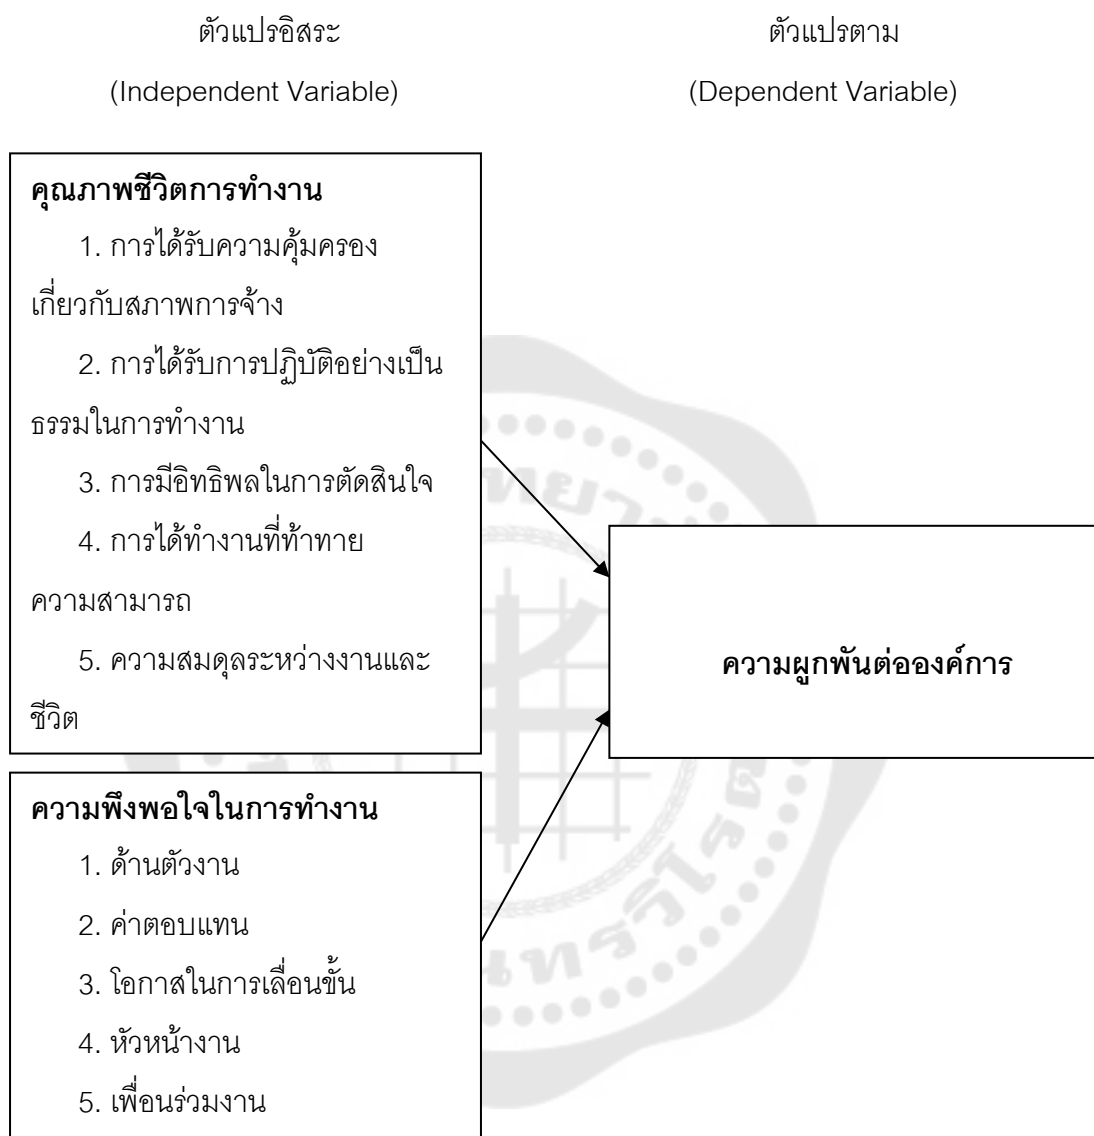 ตัวแปรอิสระ
(Independent Variable)
ตัวแปรตาม
(Dependent Variable)
คุณภาพชีวิตการทำงาน
1. การได้รับความคุ้มครอง
เกี่ยวกับสภาพการจ้าง
2. การได้รับการปฏิบัติอย่างเป็น
ธรรมในการทำงาน
3. การมีอิทธิพลในการตัดสินใจ
4. การได้ทำงานที่ท้าทาย
ความสามารถ
5. ความสมดุลระหว่างงานและ
ชีวิต
ความพึงพอใจในการทำงาน
1. ด้านตัวงาน
2. ค่าตอบแทน
3. โอกาสในการเลื่อนขั้น
4. หัวหน้างาน
5. เพื่อนร่วมงาน
ความผูกพันต่อองค์การ